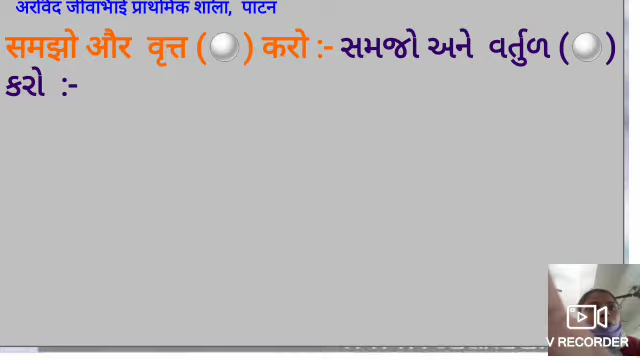 अरविंद जीवाभाई प्राथमिक शाला, पाटन
समझो और वृत्त ( ) करो :- સમજો અને વર્તુળ ( )
કરો :-
V RECORDER